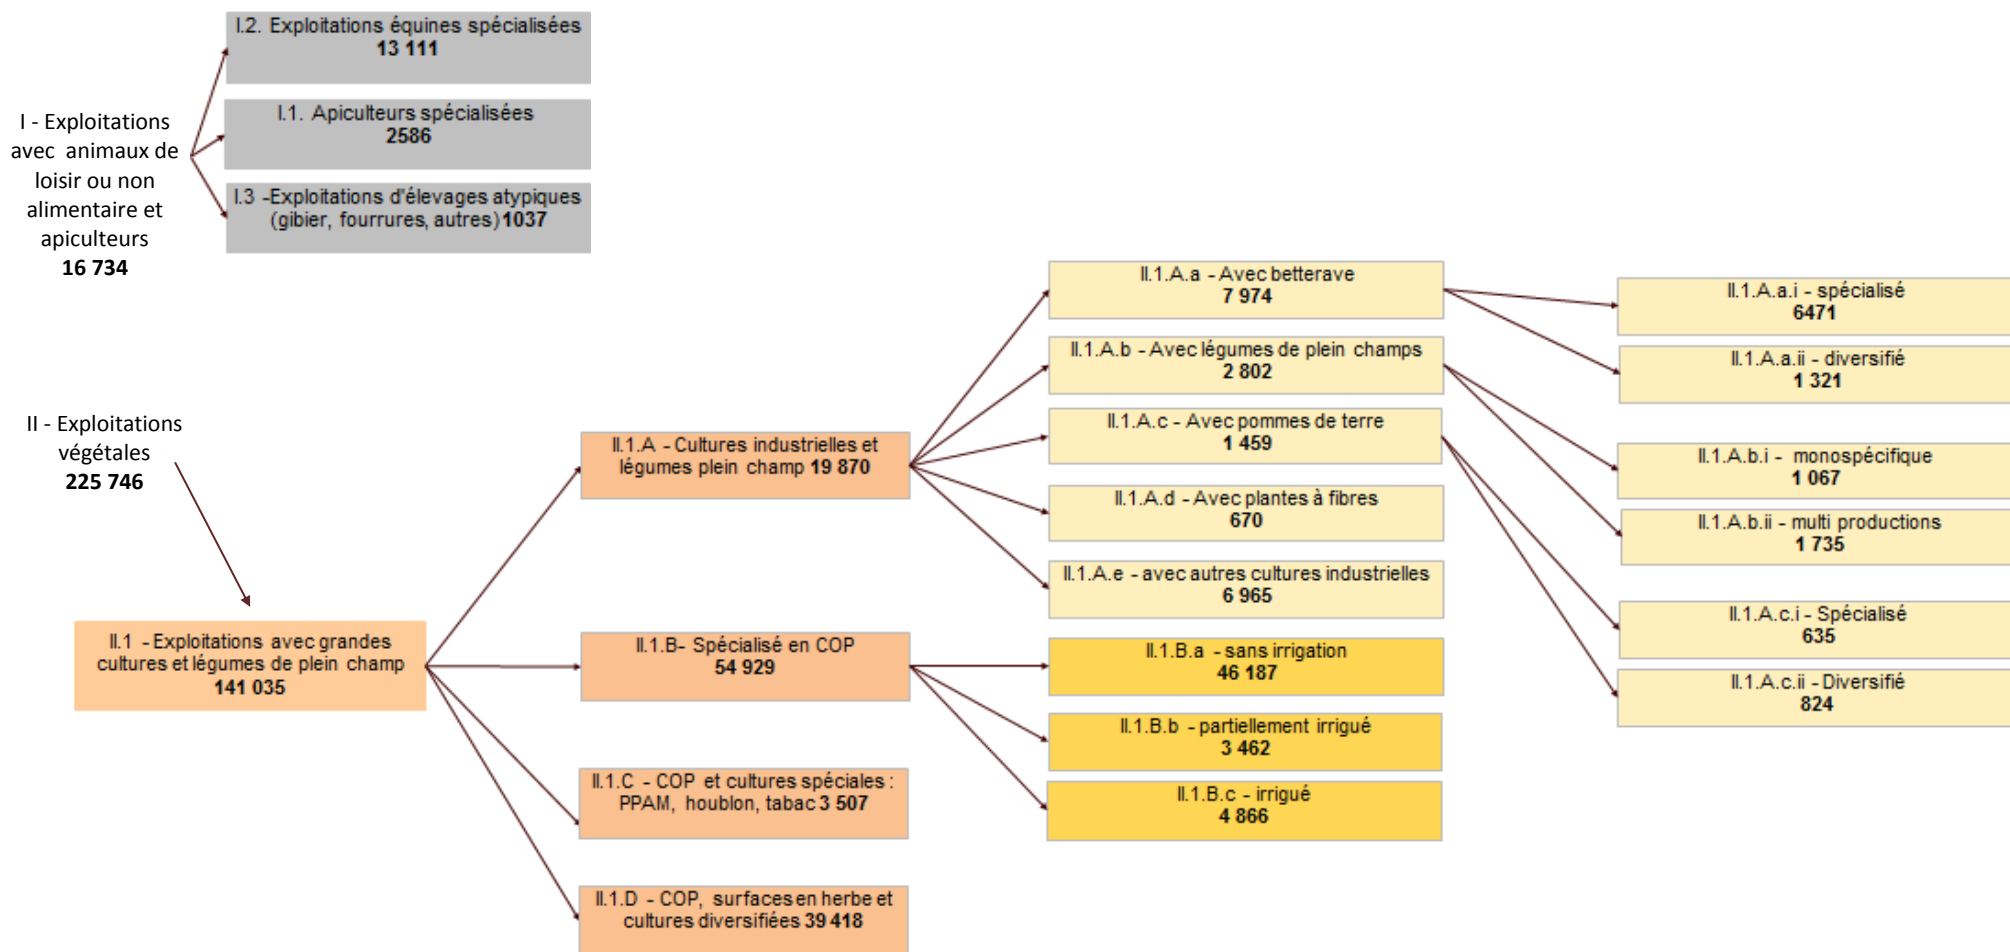 I.2. Exploitations équines spécialisées
13 111
I.1. Apiculteurs spécialisées
2586
I.3 -Exploitations d'élevages atypiques
(gibier, fourrures, autres) 1037
I - Exploitations
avec animaux de
loisir ou non
alimentaire et
apiculteurs
16 734
II - Exploitations
végétales
225 746
II.1 - Exploitations avec grandes
cultures et légumes de plein champ
141 035
II.1.A - Cultures industrielles et
légumes plein champ 19 870
II.1.B- Spécialisé en COP
54 929
II.1.C - COP et cultures spéciales :
PPAM, houblon, tabac 3 507
II.1.D - COP, surfaces en herbe et
cultures diversifiées 39 418
II.1.A.a - Avec betterave
7 974
II.1.A.b - Avec légumes de plein champs
2 802
II.1.A.c - Avec pommes de terre
1 459
II.1.A.d - Avec plantes à fibres
670
II.1.A.e - avec autres cultures industrielles
6 965
II.1.B.a - sans irrigation
46 187
II.1.B.b - partiellement irrigué
3 462
II.1.B.c - irrigué
4 866
II.1.A.a.i - spécialisé
6471
II.1.A.a.ii - diversifié
1 321
II.1.A.b.i - monospécifique
1 067
II.1.A.b.ii - multi productions
1 735
II.1.A.c.i - Spécialisé
635
II.1.A.c.ii - Diversifié
824